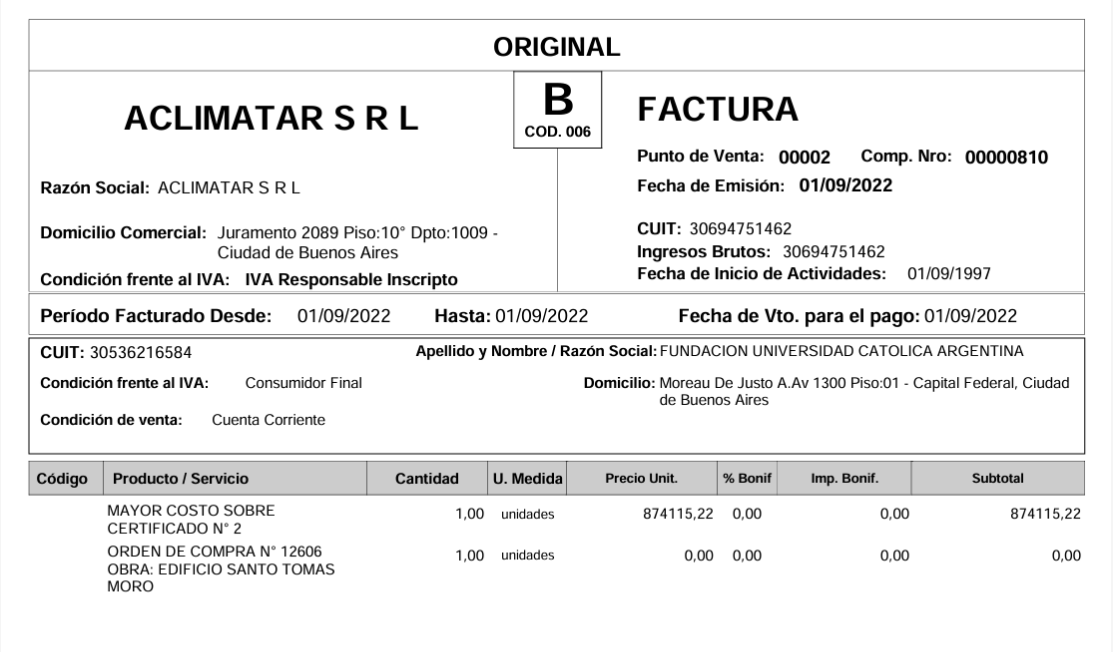 ORIGINAL
ACLIMATAR S R L
B
COD. 006
FACTURA
Punto de Venta: 00002 Comp. Nro: 00000810
Fecha de Emisión: 01/09/2022
Razón Social: ACLIMATAR S R L
Domicilio Comercial: Juramento 2089 Piso:10° Dpto:1009 -
Ciudad de Buenos Aires
Condición frente al IVA: IVA Responsable Inscripto
CUIT: 30694751462
Ingresos Brutos: 30694751462
Fecha de Inicio de Actividades: 01/09/1997
Período Facturado Desde: 01/09/2022 Hasta: 01/09/2022 Fecha de Vto. para el pago: 01/09/2022
CUIT: 30536216584 Apellido y Nombre / Razón Social: FUNDACION UNIVERSIDAD CATOLICA ARGENTINA
Condición frente al IVA: Consumidor Final
Domicilio: Moreau De Justo A.Av 1300 Piso:01 - Capital Federal, Ciudad
de Buenos Aires
Condición de venta: Cuenta Corriente
Código Producto / Servicio Cantidad U. Medida Precio Unit. % Bonif Imp. Bonif. Subtotal
MAYOR COSTO SOBRE 1,00 unidades 874115,22 0,00 0,00 874115,22
CERTIFICADO N° 2
ORDEN DE COMPRA N° 12606 1,00 unidades 0,00 0,00 0,00 0,00
OBRA: EDIFICIO SANTO TOMAS
MORO